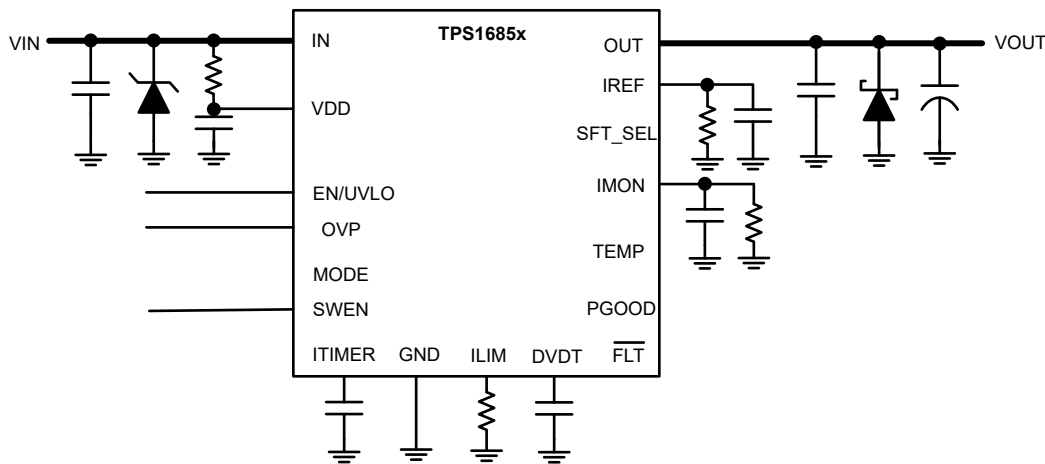 TPS1685x
VIN
IN
OUT
VOUT
IREF
VDD
SFT_SEL
EN/UVLO
IMON
OVP
TEMP
MODE
SWEN
PGOOD
ITIMER
GND
ILIM
DVDT
FLT